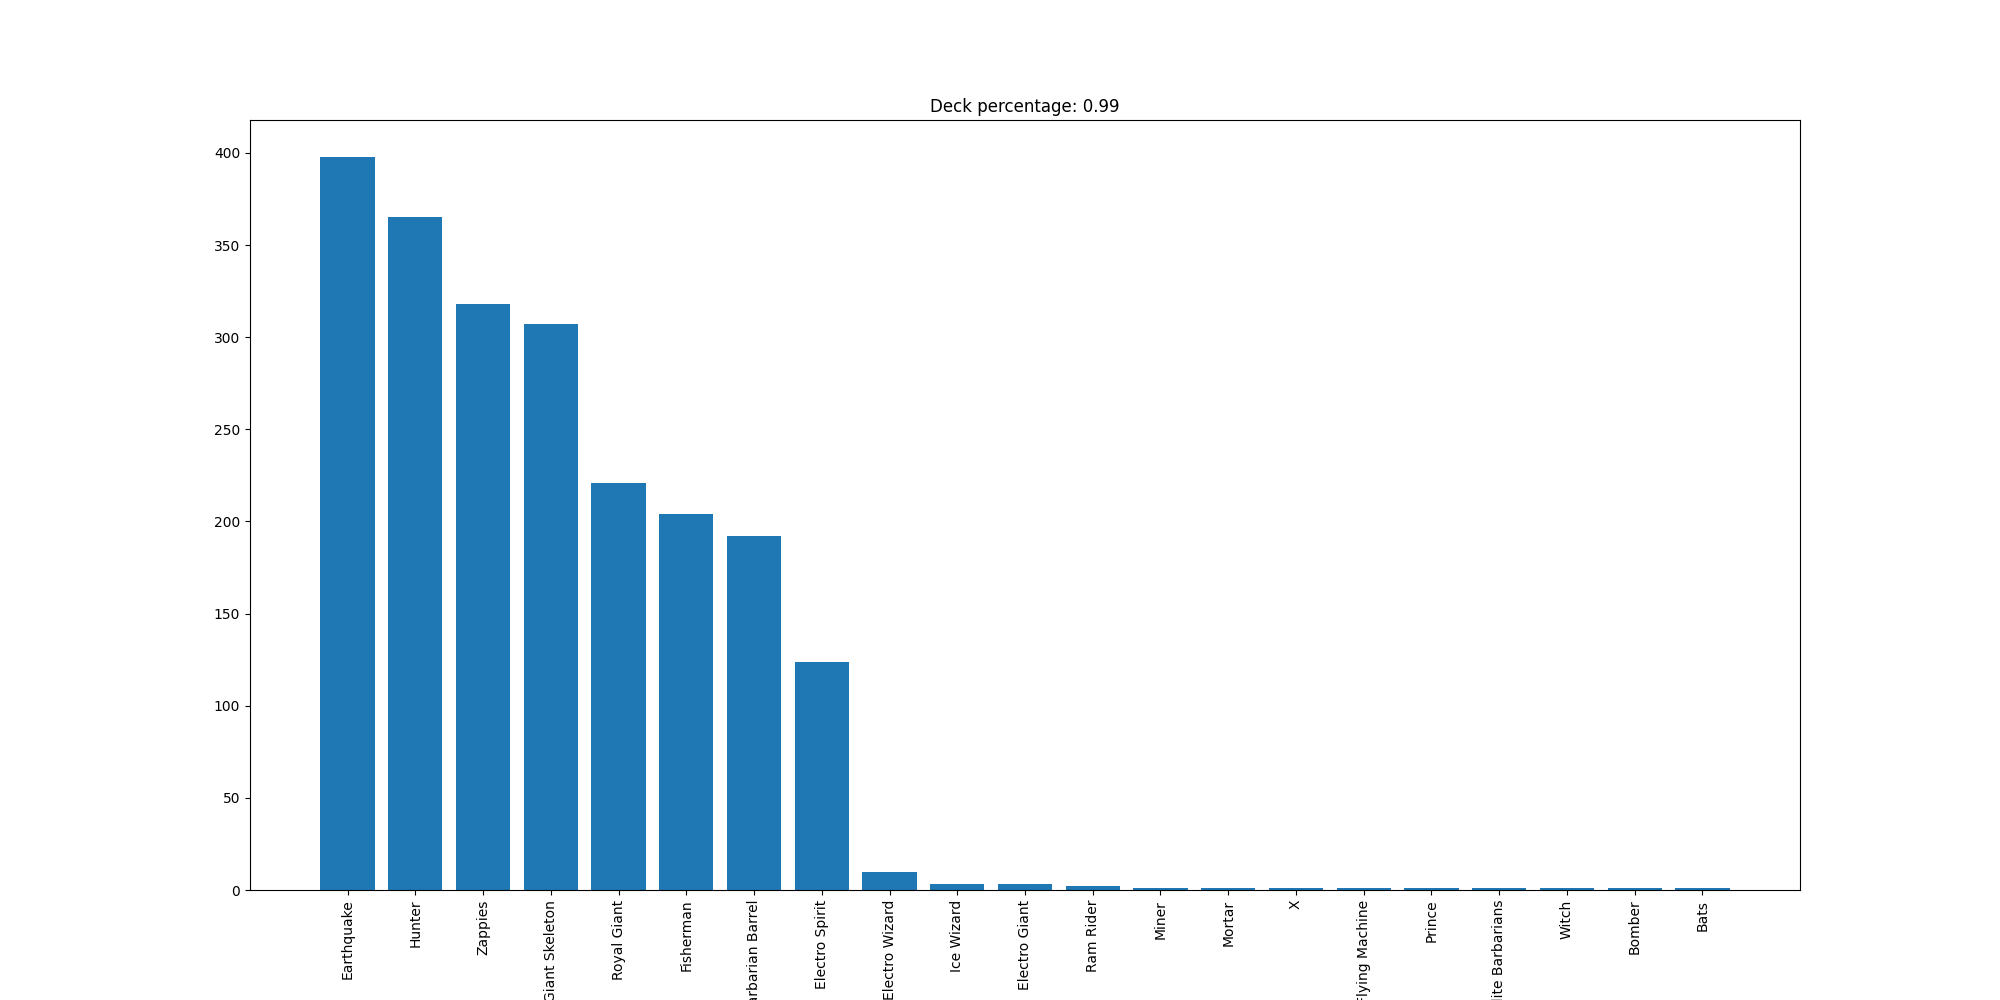 Deck percentage: 0.99
400
350
300
250
200
150
100
50
0
Earthquake
Hunter
Zappies
Giant Skeleton
Royal Giant
Fisherman
arbarian Barrel
Electro Spirit
Electro Wizard
Ice Wizard
Electro Giant
Ram Rider
Miner
Mortar
X
Flying Machine
Prince
lite Barbarians
Witch
Bomber
Bats